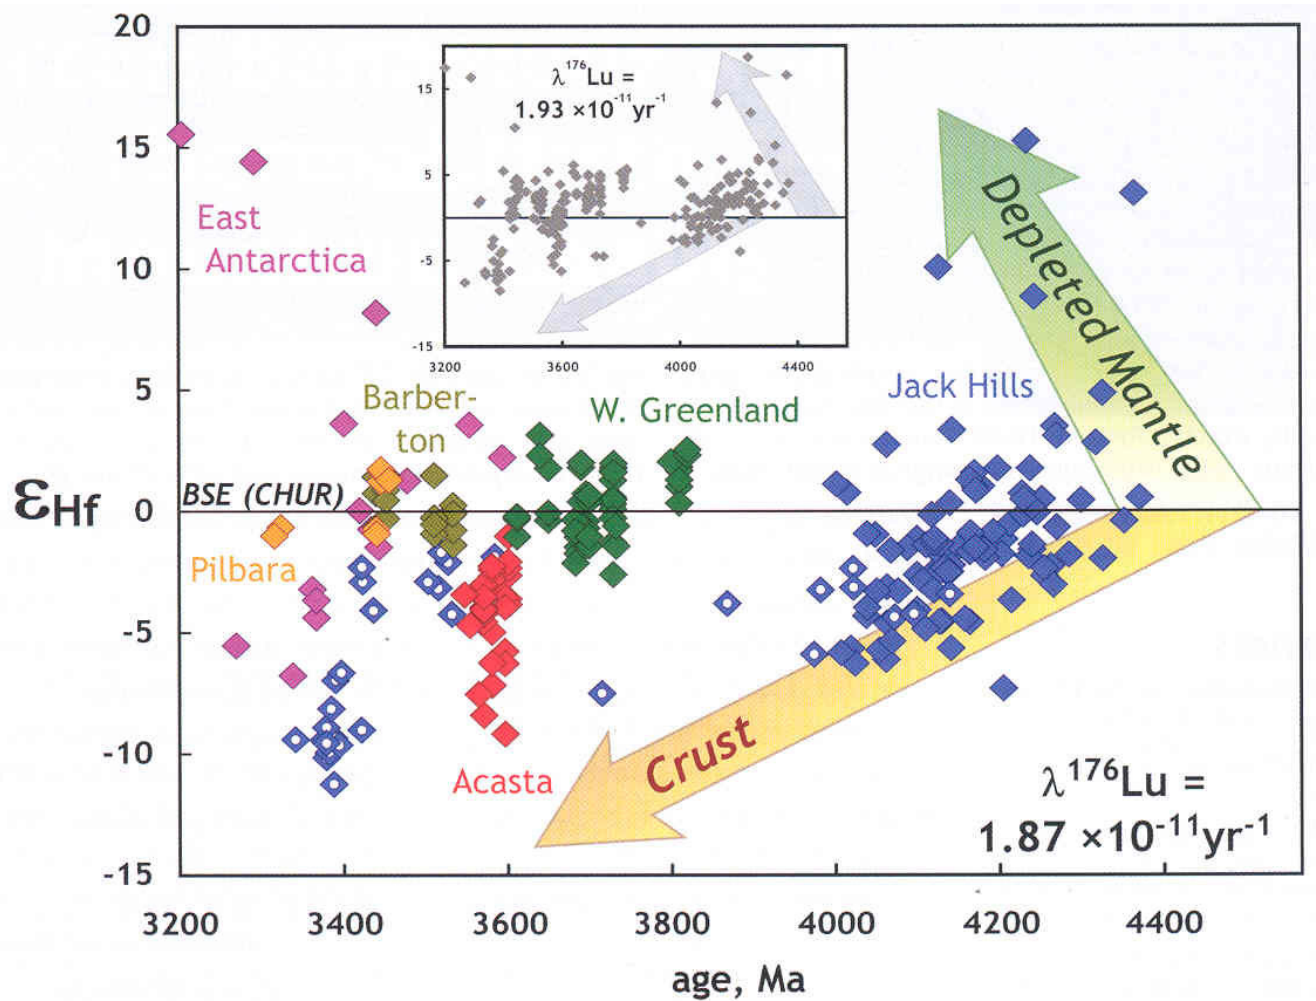 20
15
10
5
0
-5
-10
-15
εHf
3200
3400
3600
3800
4000
4200
4400
age, Ma
East
Antarctica
Barber-
ton
W. Greenland
Jack Hills
BSE (CHUR)
Pilbara
Acasta
Crust
Depleted Mantle
λ¹⁷⁶Lu =
1.87 ×10⁻¹¹yr⁻¹
λ¹⁷⁶Lu =
1.93 ×10⁻¹¹yr⁻¹
15
5
-5
-15
3200
3600
4000
4400